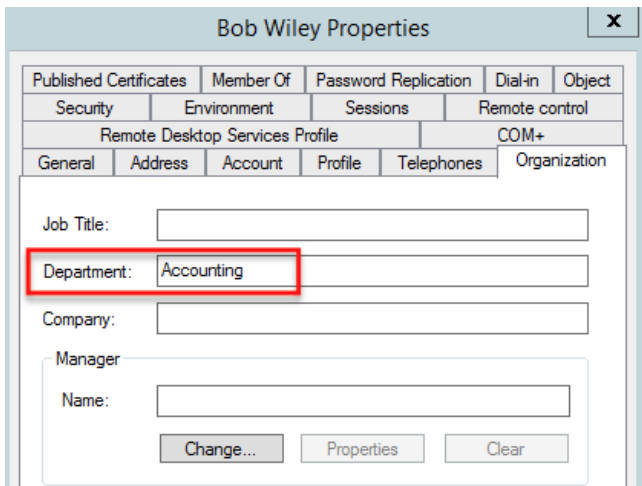 Bob Wiley Properties
x
Published Certificates Member Of Password Replication Dial-in Object
Security Environment Sessions Remote control
Remote Desktop Services Profile COM+
General Address Account Profile Telephones Organization
Job Title:
Department: Accounting
Company:
Manager
Name:
Change... Properties Clear